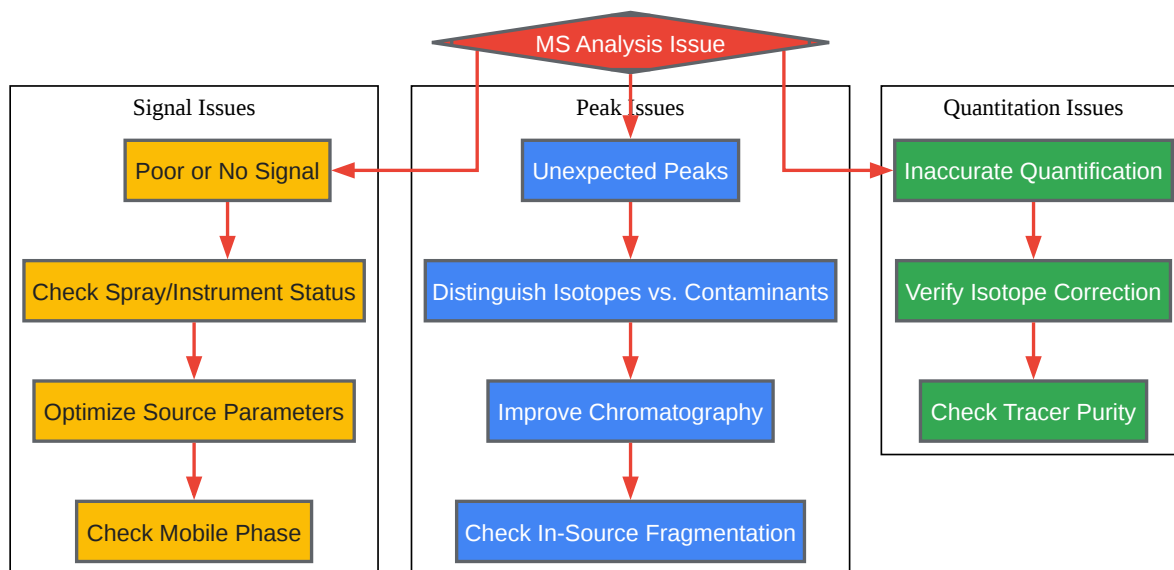 MS Analysis Issue
Signal Issues
Poor or No Signal
Check Spray/Instrument Status
Optimize Source Parameters
Check Mobile Phase
Peak Issues
Unexpected Peaks
Distinguish Isotopes vs. Contaminants
Improve Chromatography
Check In-Source Fragmentation
Quantitation Issues
Inaccurate Quantification
Verify Isotope Correction
Check Tracer Purity